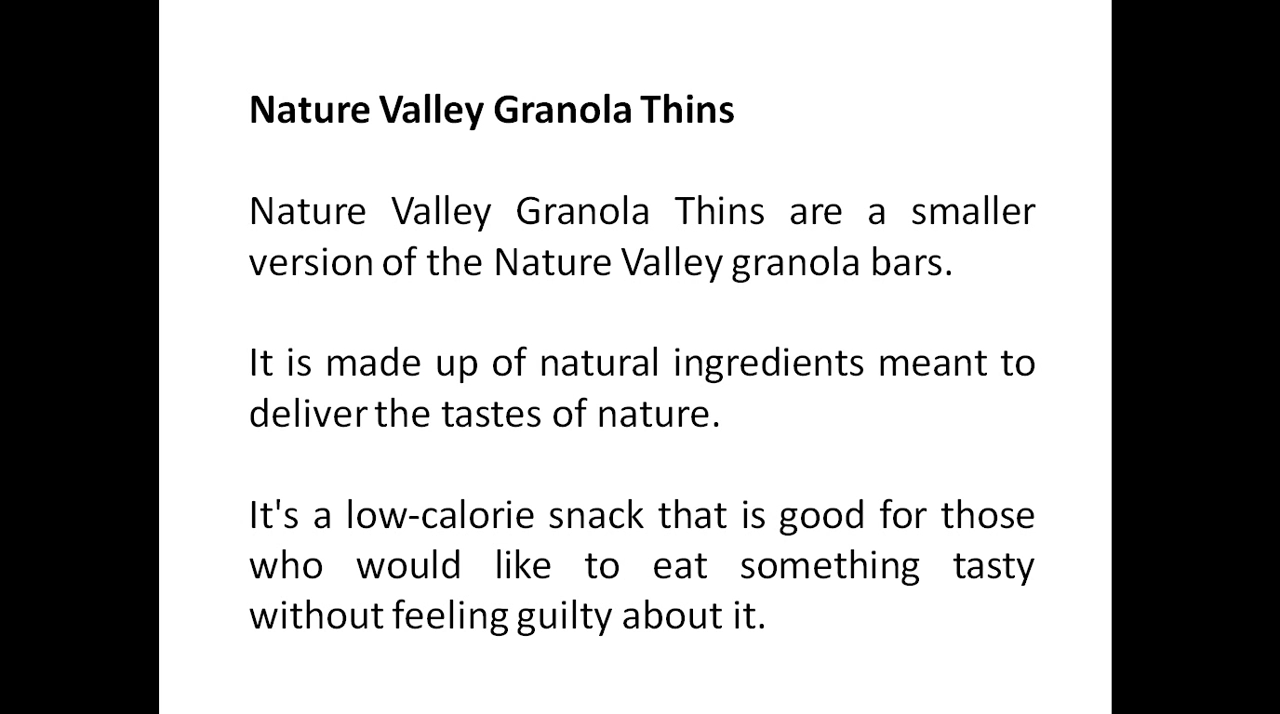 Nature Valley Granola Thins
Nature Valley Granola Thins are a smaller
version of the Nature Valley granola bars.
It is made up of natural ingredients meant to
deliver the tastes of nature.
It's a low-calorie snack that is good for those
who would like to eat something tasty
without feeling guilty about it.